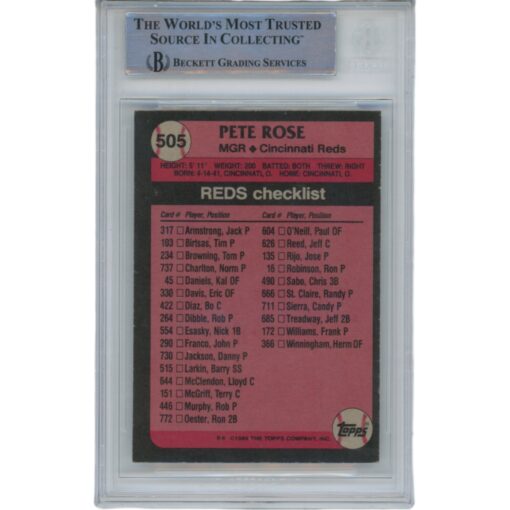 THE WORLD'S MOST TRUSTED
SOURCE IN COLLECTING™
B BECKETT GRADING SERVICES
505
PETE ROSE
MGR ◆ Cincinnati Reds
HEIGHT: 5' 11" WEIGHT: 200 BATTED: BOTH THREW: RIGHT
BORN: 4-14-41, CINCINNATI, O. HOME: CINCINNATI, O.
REDS checklist
Card # Player, Position
317 □ Armstrong, Jack P
103 □ Birtsas, Tim P
234 □ Browning, Tom P
737 □ Charlton, Norm P
45 □ Daniels, Kal OF
330 □ Davis, Eric OF
422 □ Diaz, Bo C
264 □ Dibble, Rob P
554 □ Esasky, Nick 1B
290 □ Franco, John P
730 □ Jackson, Danny P
515 □ Larkin, Barry SS
644 □ McClendon, Lloyd C
151 □ McGriff, Terry C
446 □ Murphy, Rob P
772 □ Oester, Ron 2B
Card # Player, Position
604 □ O'Neill, Paul OF
626 □ Reed, Jeff C
135 □ Rijo, Jose P
16 □ Robinson, Ron P
490 □ Sabo, Chris 3B
666 □ St. Claire, Randy P
711 □ Sierra, Candy P
685 □ Treadway, Jeff 2B
172 □ Williams, Frank P
366 □ Winningham, Herm OF
©1989 THE TOPPS COMPANY, INC.
Topps